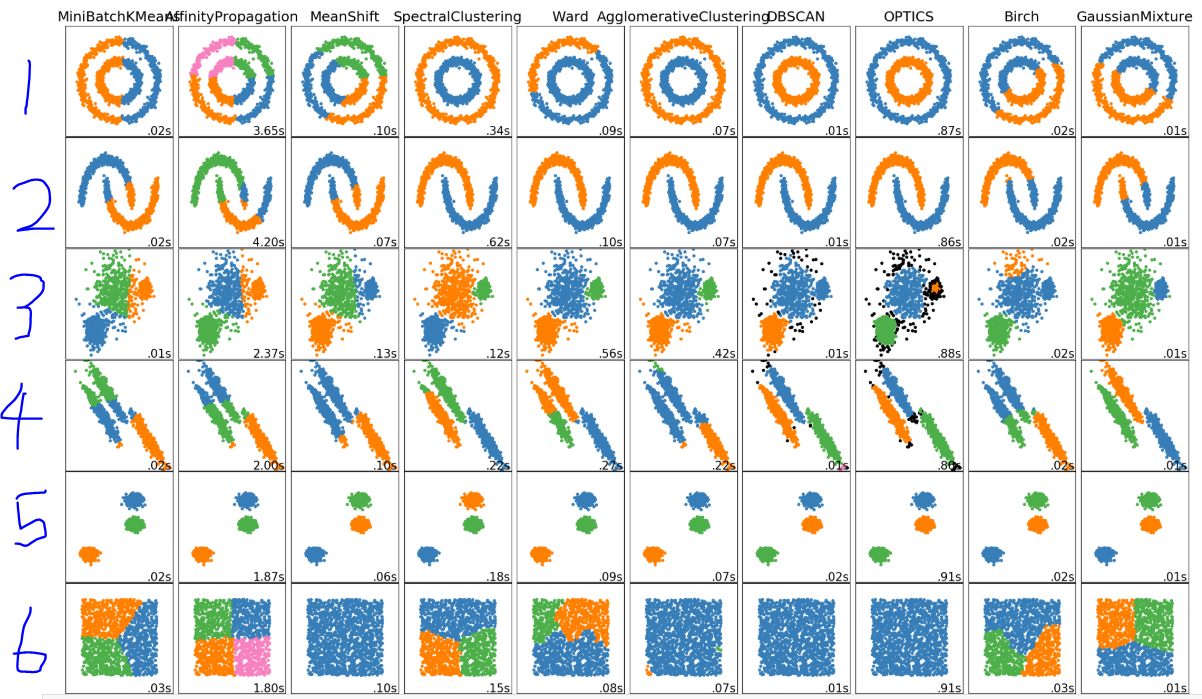 MiniBatchKMeans AffinityPropagation MeanShift SpectralClustering Ward AgglomerativeClustering DBSCAN OPTICS Birch GaussianMixture
1
.02s 3.65s .10s .34s .09s .07s .01s .87s .02s .01s
2
.02s 4.20s .07s .62s .10s .07s .01s .86s .02s .01s
3
.01s 2.37s .13s .12s .56s .42s .01s .88s .02s .01s
4
.02s 2.00s .10s .22s .27s .22s .01s .86s .02s .01s
5
.02s 1.87s .06s .18s .09s .07s .02s .91s .02s .01s
6
.03s 1.80s .10s .15s .08s .07s .01s .91s .03s .01s